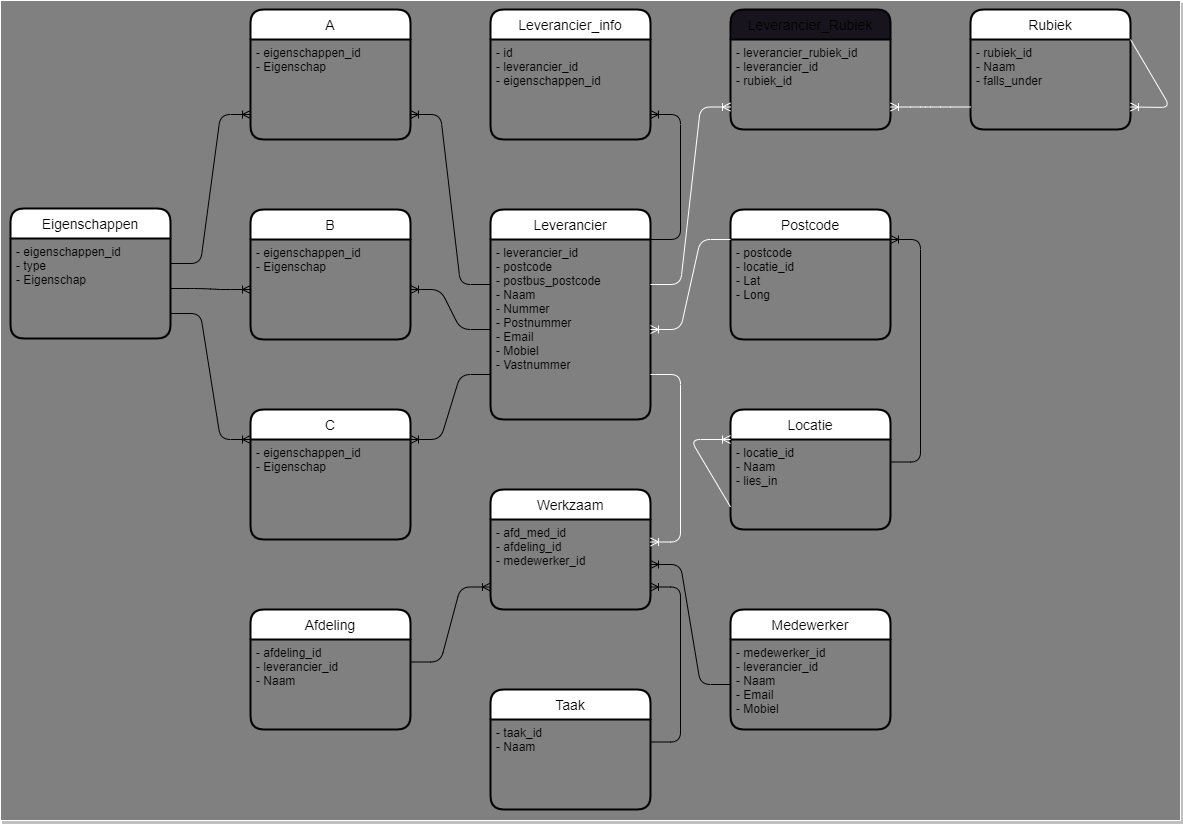 A
- eigenschappen_id
- Eigenschap
Leverancier_info
- id
- leverancier_id
- eigenschappen_id
Leverancier_Rubiek
- leverancier_rubiek_id
- leverancier_id
- rubiek_id
Rubiek
- rubiek_id
- Naam
- falls_under
Eigenschappen
- eigenschappen_id
- type
- Eigenschap
B
- eigenschappen_id
- Eigenschap
Leverancier
- leverancier_id
- postcode
- postbus_postcode
- Naam
- Nummer
- Postnummer
- Email
- Mobiel
- Vastnummer
Postcode
- postcode
- locatie_id
- Lat
- Long
C
- eigenschappen_id
- Eigenschap
Locatie
- locatie_id
- Naam
- lies_in
Werkzaam
- afd_med_id
- afdeling_id
- medewerker_id
Afdeling
- afdeling_id
- leverancier_id
- Naam
Taak
- taak_id
- Naam
Medewerker
- medewerker_id
- leverancier_id
- Naam
- Email
- Mobiel